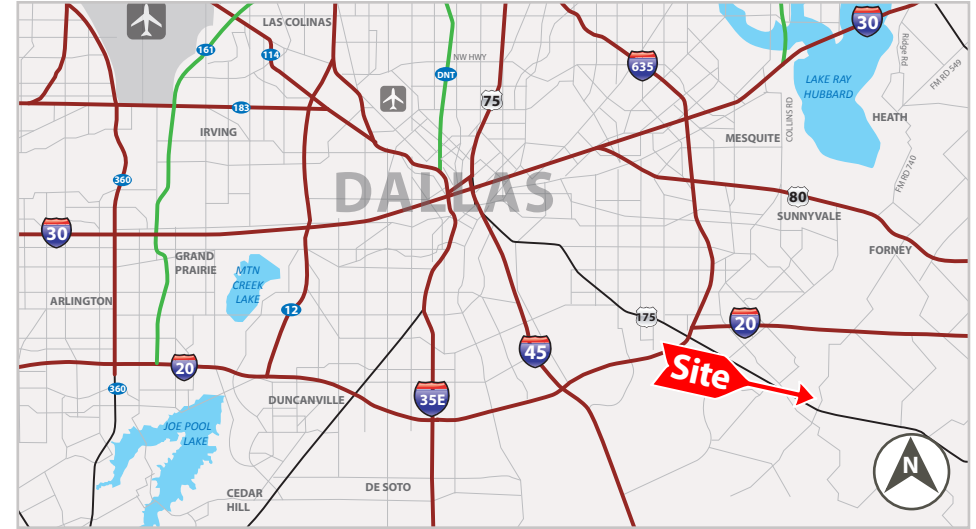 LAS COLINAS
30
161
114
NW HWY
635
Ridge Rd
DNT
LAKE RAY
HUBBARD
FM RD 549
75
183
COLLINS RD
HEATH
IRVING
MESQUITE
FM RD 740
360
DALLAS
80
SUNNYVALE
30
FORNEY
GRAND
PRAIRIE
MTN
CREEK
LAKE
ARLINGTON
12
175
20
45
20
Site
360
35E
DUNCANVILLE
JOE POOL
LAKE
N
CEDAR
HILL
DE SOTO